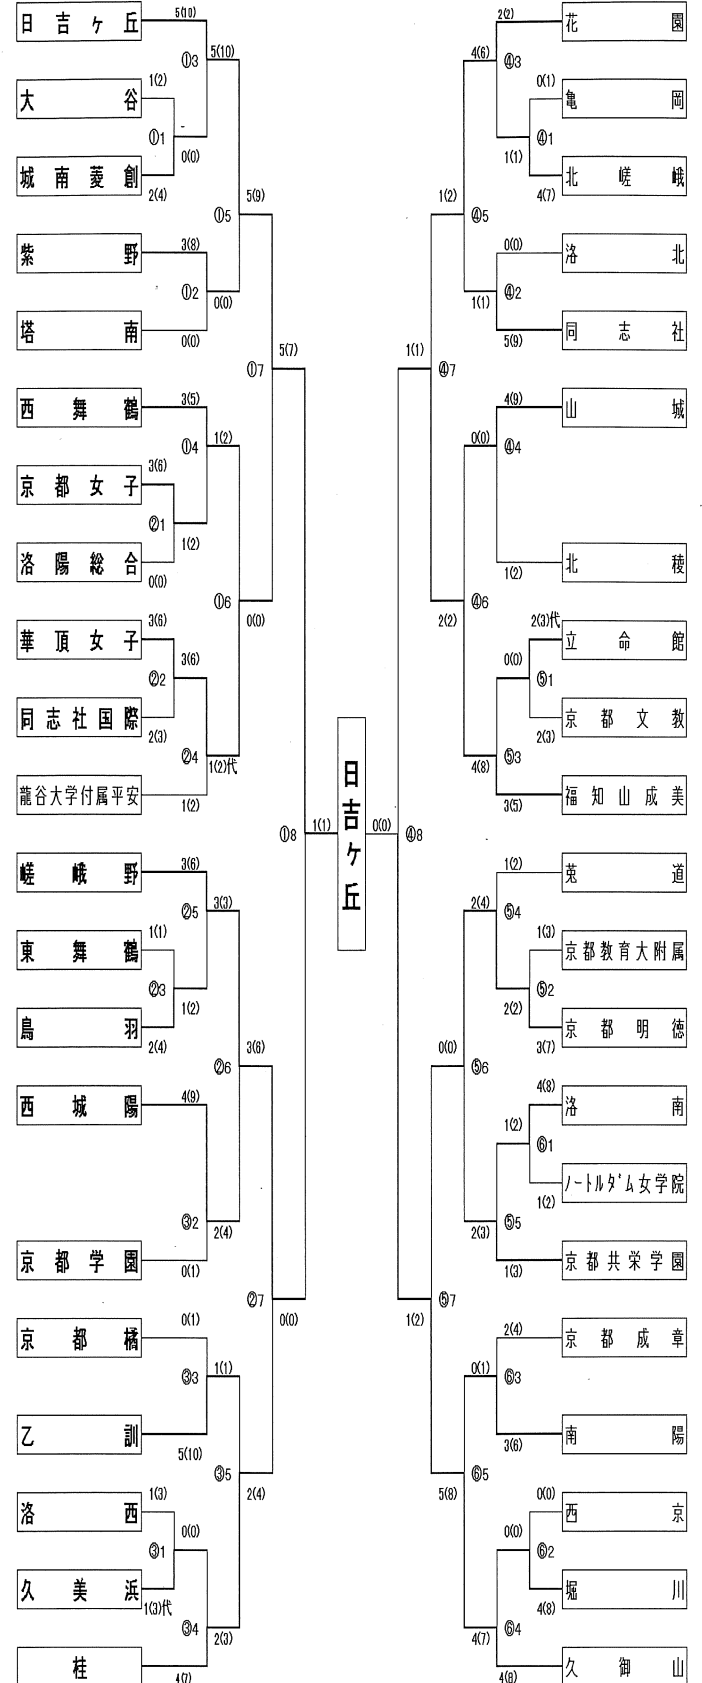 日吉ヶ丘
5(10)
①3
5(10)
大谷
1(2)
①1
0(0)
城南菱創
2(4)
①5
5(9)
紫野
3(8)
①2
0(0)
塔南
0(0)
①7
5(7)
西舞鶴
3(5)
①4
1(2)
京都女子
3(6)
②1
1(2)
洛陽総合
0(0)
①6
0(0)
華頂女子
3(6)
②2
3(6)
同志社国際
2(3)
②4
1(2)代
龍谷大学付属平安
1(2)
①8
1(1)
嵯峨野
3(6)
②5
3(3)
東舞鶴
1(1)
②3
1(2)
鳥羽
2(4)
②6
3(6)
西城陽
4(9)
③2
2(4)
京都学園
0(1)
②7
0(0)
京都橘
0(1)
③3
1(1)
乙訓
5(10)
③5
2(4)
洛西
1(3)
③1
0(0)
久美浜
1(3)代
③4
2(3)
桂
4(7)
日吉ヶ丘
0(0)
④8
花園
2(2)
4(6)
④3
亀岡
0(1)
④1
1(1)
北嵯峨
4(7)
1(2)
④5
洛北
0(0)
④2
1(1)
同志社
5(9)
1(1)
④7
山城
4(9)
0(0)
④4
北稜
1(2)
④6
2(2)
立命館
2(3)代
0(0)
⑤1
京都文教
2(3)
4(8)
⑤3
福知山成美
3(5)
莵道
1(2)
2(4)
⑤4
京都教育大附属
1(3)
⑤2
2(2)
京都明徳
3(7)
0(0)
⑤6
洛南
4(8)
1(2)
⑥1
ノートルダム女学院
1(2)
⑤5
2(3)
京都共栄学園
1(3)
⑤7
1(2)
京都成章
2(4)
0(1)
⑥3
南陽
3(6)
⑥5
5(8)
西京
0(0)
0(0)
⑥2
堀川
4(8)
⑥4
4(7)
久御山
4(8)